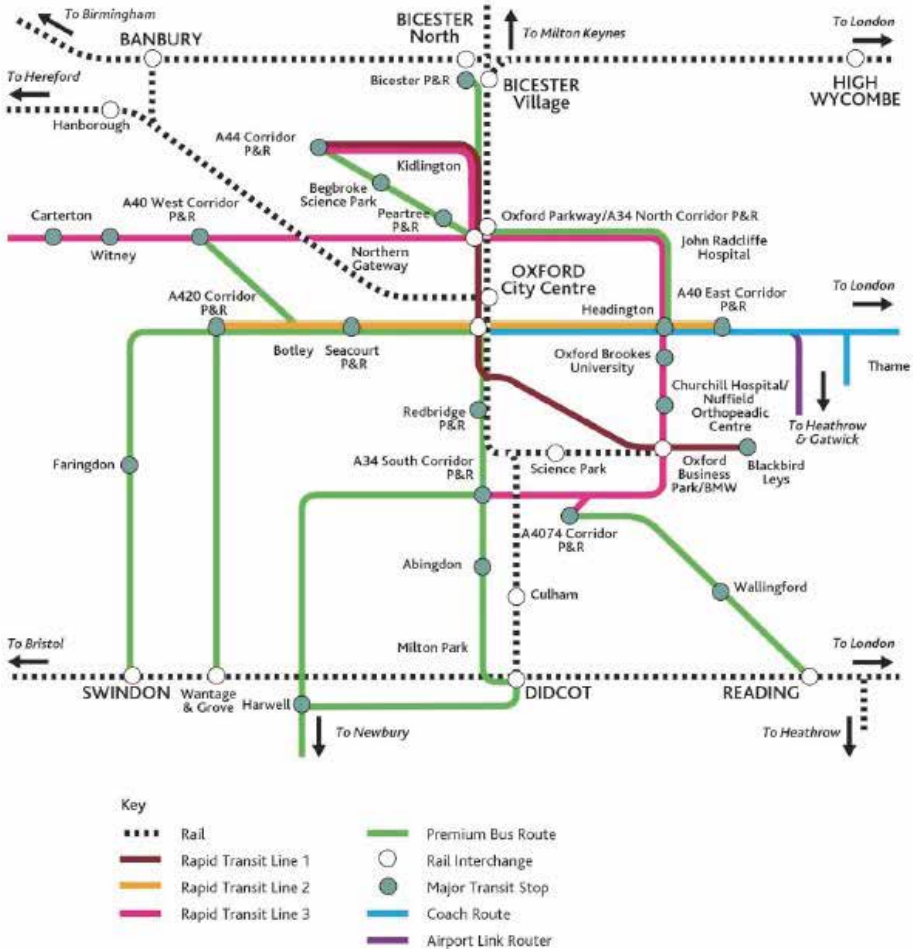 To Birmingham
BANBURY
BICESTER
North
To Milton Keynes
To London
Bicester P&R
BICESTER
Village
HIGH
WYCOMBE
To Hereford
Hanborough
A44 Corridor
P&R
Kidlington
Begbroke
Science Park
Peartree
P&R
Oxford Parkway/A34 North Corridor P&R
Carterton
Witney
A40 West Corridor
P&R
Northern
Gateway
John Radcliffe
Hospital
OXFORD
City Centre
A420 Corridor
P&R
Botley
Seacourt
P&R
Headington
A40 East Corridor
P&R
To London
Thame
Oxford Brookes
University
Churchill Hospital/
Nuffield
Orthopeadic
Centre
To Heathrow
& Gatwick
Redbridge
P&R
Faringdon
A34 South Corridor
P&R
Science Park
Oxford
Business
Park/BMW
Blackbird
Leys
A4074 Corridor
P&R
Abingdon
Culham
Wallingford
Milton Park
To Bristol
To London
SWINDON
Wantage
& Grove
Harwell
DIDCOT
READING
To Newbury
To Heathrow
Key
Rail
Rapid Transit Line 1
Rapid Transit Line 2
Rapid Transit Line 3
Premium Bus Route
Rail Interchange
Major Transit Stop
Coach Route
Airport Link Router